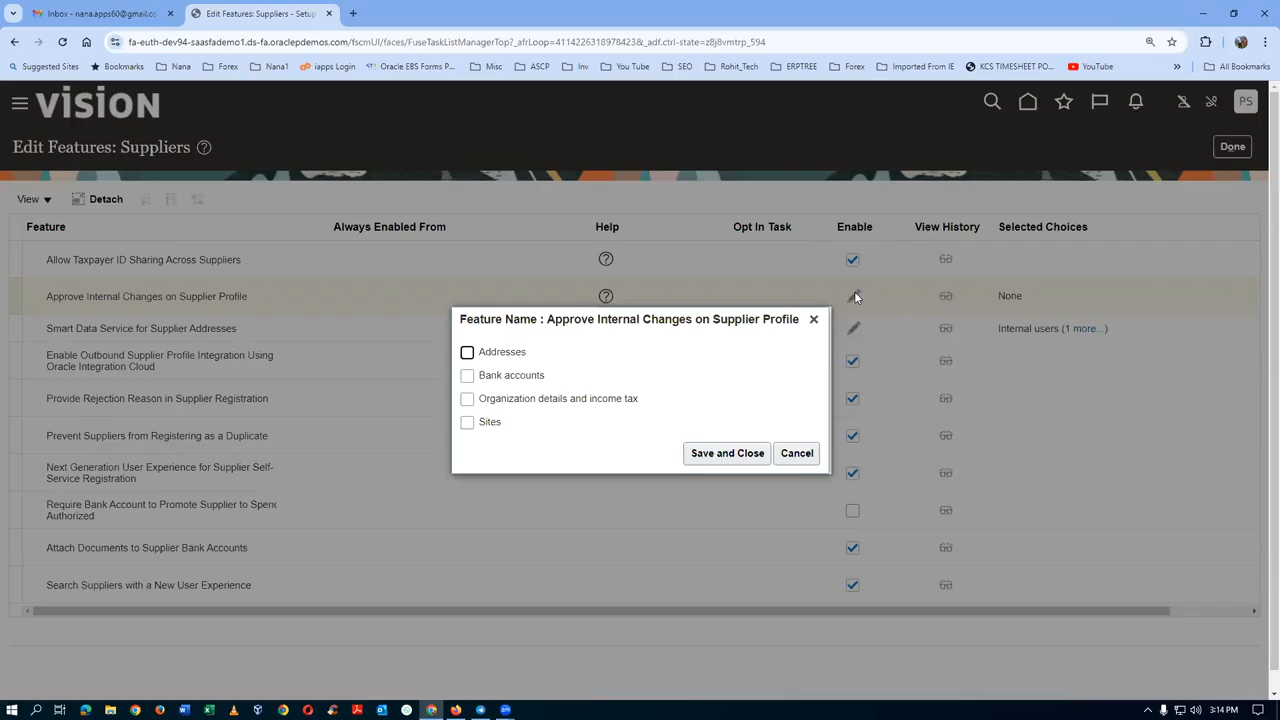 Inbox - nana.apps60@gmail.co
Edit Features: Suppliers - Setup
fa-euth-dev94-saasfademo1.ds-fa.oraclepdemos.com/fscmUI/faces/FuseTaskListManagerTop?_afrLoop=41142263189784238&_adf.ctrl-state=z8j8vmtrp_594
Suggested Sites
Bookmarks
Nana
Forex
Nana1
iapps Login
Oracle EBS Forms P...
Misc
ASCP
Inv
You Tube
SEO
Rohit_Tech
ERPTREE
Forex
Imported From IE
KCS TIMESHEET PO...
YouTube
All Bookmarks
VISION
PS
Edit Features: Suppliers
Done
View
Detach
Feature Always Enabled From Help Opt In Task Enable View History Selected Choices
Allow Taxpayer ID Sharing Across Suppliers
Approve Internal Changes on Supplier Profile None
Feature Name : Approve Internal Changes on Supplier Profile
Smart Data Service for Supplier Addresses Internal users (1 more...)
Enable Outbound Supplier Profile Integration Using
Oracle Integration Cloud
Provide Rejection Reason in Supplier Registration
Prevent Suppliers from Registering as a Duplicate
Next Generation User Experience for Supplier Self-
Service Registration
Require Bank Account to Promote Supplier to Spend
Authorized
Attach Documents to Supplier Bank Accounts
Search Suppliers with a New User Experience
Addresses
Bank accounts
Organization details and income tax
Sites
Save and Close
Cancel
3:14 PM